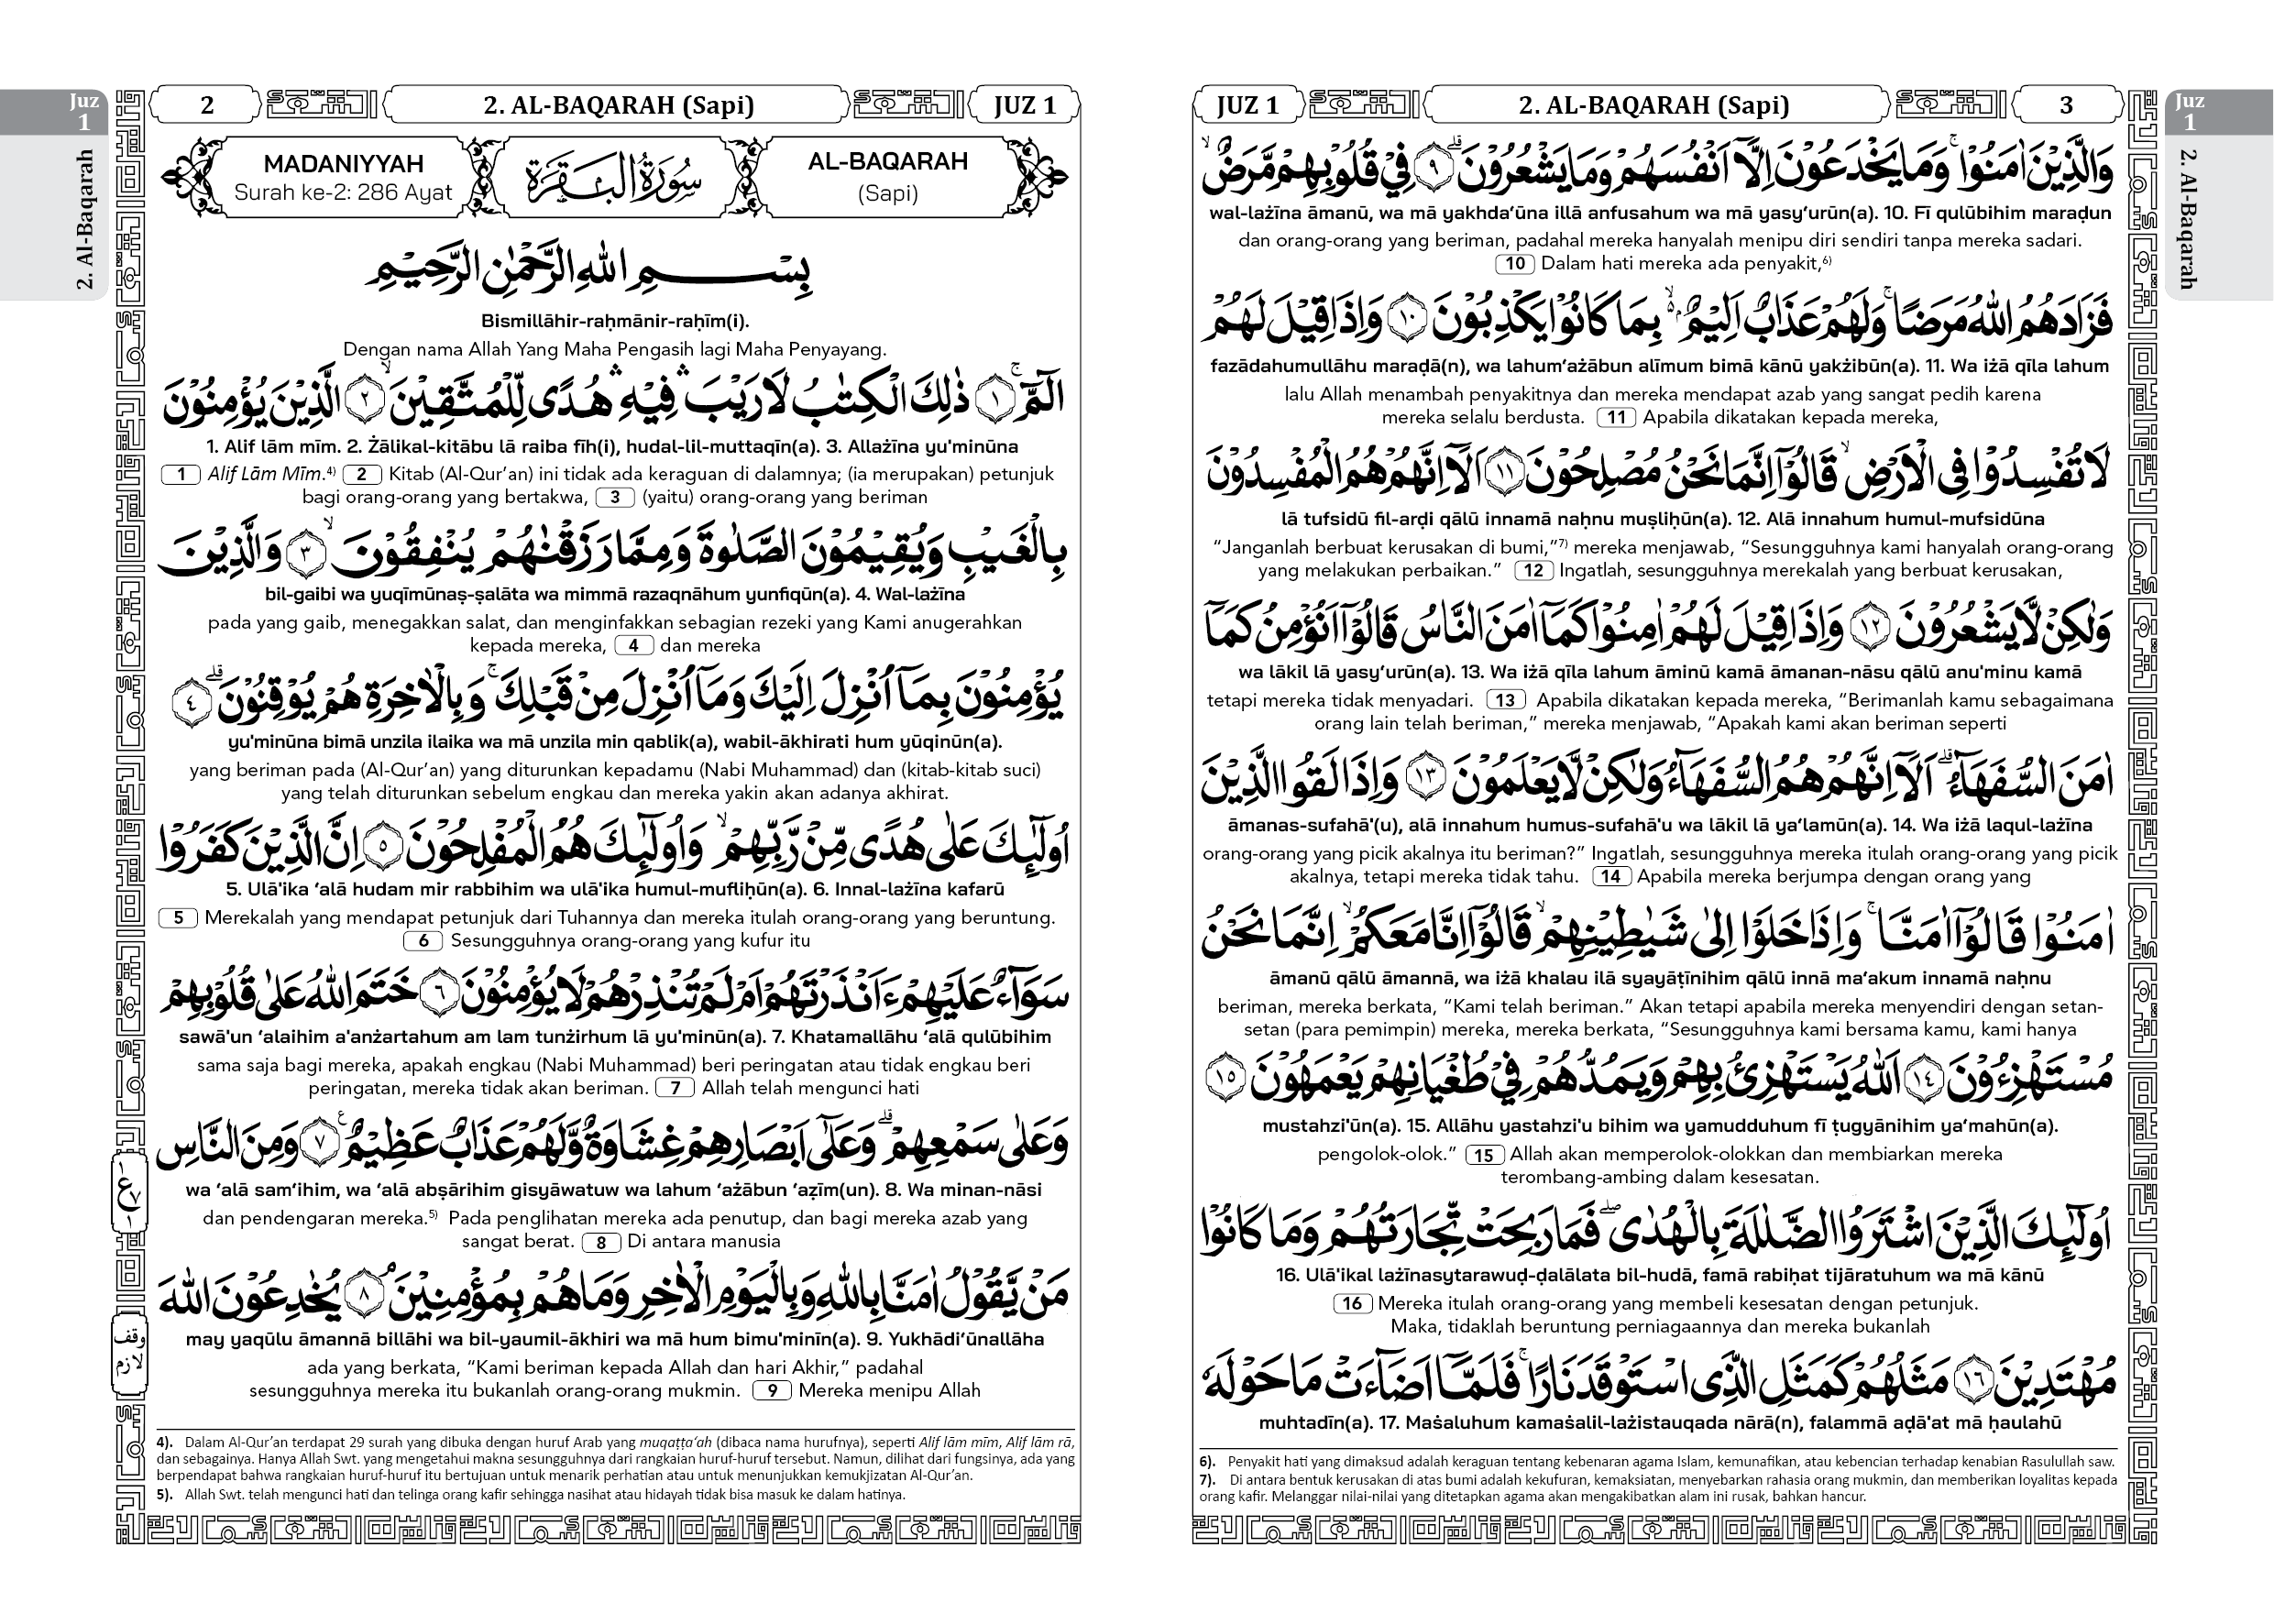 Juz
1
2. Al-Baqarah
2
2. AL-BAQARAH (Sapi)
JUZ 1
MADANIYYAH
Surah ke-2: 286 Ayat
سُوْرَةُ الْبَقَرَةِ
AL-BAQARAH
(Sapi)
بِسْمِ اللّٰهِ الرَّحْمٰنِ الرَّحِيْمِ
Bismillāhir-raḥmānir-raḥīm(i).
Dengan nama Allah Yang Maha Pengasih lagi Maha Penyayang.
الۤمّۤ ۚ ١ ذٰلِكَ الْكِتٰبُ لَا رَيْبَ ۛ فِيْهِ ۛ هُدًى لِّلْمُتَّقِيْنَ ۙ ٢ الَّذِيْنَ يُؤْمِنُوْنَ
1. Alif lām mīm. 2. Żālikal-kitābu lā raiba fīh(i), hudal-lil-muttaqīn(a). 3. Allażīna yu'minūna
1 Alif Lām Mīm.⁴⁾ 2 Kitab (Al-Qur’an) ini tidak ada keraguan di dalamnya; (ia merupakan) petunjuk
bagi orang-orang yang bertakwa, 3 (yaitu) orang-orang yang beriman
بِالْغَيْبِ وَيُقِيْمُوْنَ الصَّلٰوةَ وَمِمَّا رَزَقْنٰهُمْ يُنْفِقُوْنَ ۙ ٣ وَالَّذِيْنَ
bil-gaibi wa yuqīmūnaṣ-ṣalāta wa mimmā razaqnāhum yunfiqūn(a). 4. Wal-lażīna
pada yang gaib, menegakkan salat, dan menginfakkan sebagian rezeki yang Kami anugerahkan
kepada mereka, 4 dan mereka
يُؤْمِنُوْنَ بِمَآ اُنْزِلَ اِلَيْكَ وَمَآ اُنْزِلَ مِنْ قَبْلِكَ ۚ وَبِالْاٰخِرَةِ هُمْ يُوْقِنُوْنَ ۗ ٤
yu'minūna bimā unzila ilaika wa mā unzila min qablik(a), wabil-ākhirati hum yūqinūn(a).
yang beriman pada (Al-Qur’an) yang diturunkan kepadamu (Nabi Muhammad) dan (kitab-kitab suci)
yang telah diturunkan sebelum engkau dan mereka yakin akan adanya akhirat.
اُولٰۤىِٕكَ عَلٰى هُدًى مِّنْ رَّبِّهِمْ ۙ وَاُولٰۤىِٕكَ هُمُ الْمُفْلِحُوْنَ ٥ اِنَّ الَّذِيْنَ كَفَرُوْا
5. Ulā'ika ‘alā hudam mir rabbihim wa ulā'ika humul-mufliḥūn(a). 6. Innal-lażīna kafarū
5 Merekalah yang mendapat petunjuk dari Tuhannya dan mereka itulah orang-orang yang beruntung.
6 Sesungguhnya orang-orang yang kufur itu
سَوَاۤءٌ عَلَيْهِمْ ءَاَنْذَرْتَهُمْ اَمْ لَمْ تُنْذِرْهُمْ لَا يُؤْمِنُوْنَ ٦ خَتَمَ اللّٰهُ عَلٰى قُلُوْبِهِمْ
sawā'un ‘alaihim a'anżartahum am lam tunżirhum lā yu'minūn(a). 7. Khatamallāhu ‘alā qulūbihim
sama saja bagi mereka, apakah engkau (Nabi Muhammad) beri peringatan atau tidak engkau beri
peringatan, mereka tidak akan beriman. 7 Allah telah mengunci hati
وَعَلٰى سَمْعِهِمْ ۗ وَعَلٰٓى اَبْصَارِهِمْ غِشَاوَةٌ وَّلَهُمْ عَذَابٌ عَظِيْمٌ ࣖ ٧ وَمِنَ النَّاسِ
١
ع ٧
١
wa ‘alā sam‘ihim, wa ‘alā abṣārihim gisyāwatuw wa lahum ‘ażābun ‘aẓīm(un). 8. Wa minan-nāsi
dan pendengaran mereka.⁵⁾ Pada penglihatan mereka ada penutup, dan bagi mereka azab yang
sangat berat. 8 Di antara manusia
مَنْ يَّقُوْلُ اٰمَنَّا بِاللّٰهِ وَبِالْيَوْمِ الْاٰخِرِ وَمَا هُمْ بِمُؤْمِنِيْنَ ۘ ٨ يُخٰدِعُوْنَ اللّٰهَ
وقف
لازم
may yaqūlu āmannā billāhi wa bil-yaumil-ākhiri wa mā hum bimu'minīn(a). 9. Yukhādi‘ūnallāha
ada yang berkata, “Kami beriman kepada Allah dan hari Akhir,” padahal
sesungguhnya mereka itu bukanlah orang-orang mukmin. 9 Mereka menipu Allah
4). Dalam Al-Qur’an terdapat 29 surah yang dibuka dengan huruf Arab yang muqaṭṭa‘ah (dibaca nama hurufnya), seperti Alif lām mīm, Alif lām rā,
dan sebagainya. Hanya Allah Swt. yang mengetahui makna sesungguhnya dari rangkaian huruf-huruf tersebut. Namun, dilihat dari fungsinya, ada yang
berpendapat bahwa rangkaian huruf-huruf itu bertujuan untuk menarik perhatian atau untuk menunjukkan kemukjizatan Al-Qur’an.
5). Allah Swt. telah mengunci hati dan telinga orang kafir sehingga nasihat atau hidayah tidak bisa masuk ke dalam hatinya.
JUZ 1
2. AL-BAQARAH (Sapi)
3
Juz
1
2. Al-Baqarah
وَالَّذِيْنَ اٰمَنُوْا ۚ وَمَا يَخْدَعُوْنَ اِلَّآ اَنْفُسَهُمْ وَمَا يَشْعُرُوْنَ ۗ ٩ فِيْ قُلُوْبِهِمْ مَّرَضٌ ۙ
wal-lażīna āmanū, wa mā yakhda‘ūna illā anfusahum wa mā yasy‘urūn(a). 10. Fī qulūbihim maraḍun
dan orang-orang yang beriman, padahal mereka hanyalah menipu diri sendiri tanpa mereka sadari.
10 Dalam hati mereka ada penyakit,⁶⁾
فَزَادَهُمُ اللّٰهُ مَرَضًا ۚ وَلَهُمْ عَذَابٌ اَلِيْمٌ ۢ ەۙ بِمَا كَانُوْا يَكْذِبُوْنَ ١٠ وَاِذَا قِيْلَ لَهُمْ
fazādahumullāhu maraḍā(n), wa lahum‘ażābun alīmum bimā kānū yakżibūn(a). 11. Wa iżā qīla lahum
lalu Allah menambah penyakitnya dan mereka mendapat azab yang sangat pedih karena
mereka selalu berdusta. 11 Apabila dikatakan kepada mereka,
لَا تُفْسِدُوْا فِى الْاَرْضِ ۙ قَالُوْٓا اِنَّمَا نَحْنُ مُصْلِحُوْنَ ١١ اَلَآ اِنَّهُمْ هُمُ الْمُفْسِدُوْنَ
lā tufsidū fil-arḍi qālū innamā naḥnu muṣliḥūn(a). 12. Alā innahum humul-mufsidūna
“Janganlah berbuat kerusakan di bumi,”⁷⁾ mereka menjawab, “Sesungguhnya kami hanyalah orang-orang
yang melakukan perbaikan.” 12 Ingatlah, sesungguhnya merekalah yang berbuat kerusakan,
وَلٰكِنْ لَّا يَشْعُرُوْنَ ١٢ وَاِذَا قِيْلَ لَهُمْ اٰمِنُوْا كَمَآ اٰمَنَ النَّاسُ قَالُوْٓا اَنُؤْمِنُ كَمَآ
wa lākil lā yasy‘urūn(a). 13. Wa iżā qīla lahum āminū kamā āmanan-nāsu qālū anu'minu kamā
tetapi mereka tidak menyadari. 13 Apabila dikatakan kepada mereka, “Berimanlah kamu sebagaimana
orang lain telah beriman,” mereka menjawab, “Apakah kami akan beriman seperti
اٰمَنَ السُّفَهَاۤءُ ۗ اَلَآ اِنَّهُمْ هُمُ السُّفَهَاۤءُ وَلٰكِنْ لَّا يَعْلَمُوْنَ ١٣ وَاِذَا لَقُوا الَّذِيْنَ
āmanas-sufahā'(u), alā innahum humus-sufahā'u wa lākil lā ya‘lamūn(a). 14. Wa iżā laqul-lażīna
orang-orang yang picik akalnya itu beriman?” Ingatlah, sesungguhnya mereka itulah orang-orang yang picik
akalnya, tetapi mereka tidak tahu. 14 Apabila mereka berjumpa dengan orang yang
اٰمَنُوْا قَالُوْٓا اٰمَنَّا ۚ وَاِذَا خَلَوْا اِلٰى شَيٰطِيْنِهِمْ ۙ قَالُوْٓا اِنَّا مَعَكُمْ ۙ اِنَّمَا نَحْنُ
āmanū qālū āmannā, wa iżā khalau ilā syayāṭīnihim qālū innā ma‘akum innamā naḥnu
beriman, mereka berkata, “Kami telah beriman.” Akan tetapi apabila mereka menyendiri dengan setan-
setan (para pemimpin) mereka, mereka berkata, “Sesungguhnya kami bersama kamu, kami hanya
مُسْتَهْزِءُوْنَ ١٤ اَللّٰهُ يَسْتَهْزِئُ بِهِمْ وَيَمُدُّهُمْ فِيْ طُغْيَانِهِمْ يَعْمَهُوْنَ ١٥
mustahzi'ūn(a). 15. Allāhu yastahzi'u bihim wa yamudduhum fī ṭugyānihim ya‘mahūn(a).
pengolok-olok.” 15 Allah akan memperolok-olokkan dan membiarkan mereka
terombang-ambing dalam kesesatan.
اُولٰۤىِٕكَ الَّذِيْنَ اشْتَرَوُا الضَّلٰلَةَ بِالْهُدٰى ۖ فَمَا رَبِحَتْ تِّجَارَتُهُمْ وَمَا كَانُوْا
16. Ulā'ikal lażīnasytarawuḍ-ḍalālata bil-hudā, famā rabiḥat tijāratuhum wa mā kānū
16 Mereka itulah orang-orang yang membeli kesesatan dengan petunjuk.
Maka, tidaklah beruntung perniagaannya dan mereka bukanlah
مُهْتَدِيْنَ ١٦ مَثَلُهُمْ كَمَثَلِ الَّذِى اسْتَوْقَدَ نَارًا ۚ فَلَمَّآ اَضَاۤءَتْ مَا حَوْلَهٗ
muhtadīn(a). 17. Maṡaluhum kamaṡalil-lażistauqada nārā(n), falammā aḍā'at mā ḥaulahū
6). Penyakit hati yang dimaksud adalah keraguan tentang kebenaran agama Islam, kemunafikan, atau kebencian terhadap kenabian Rasulullah saw.
7). Di antara bentuk kerusakan di atas bumi adalah kekufuran, kemaksiatan, menyebarkan rahasia orang mukmin, dan memberikan loyalitas kepada
orang kafir. Melanggar nilai-nilai yang ditetapkan agama akan mengakibatkan alam ini rusak, bahkan hancur.